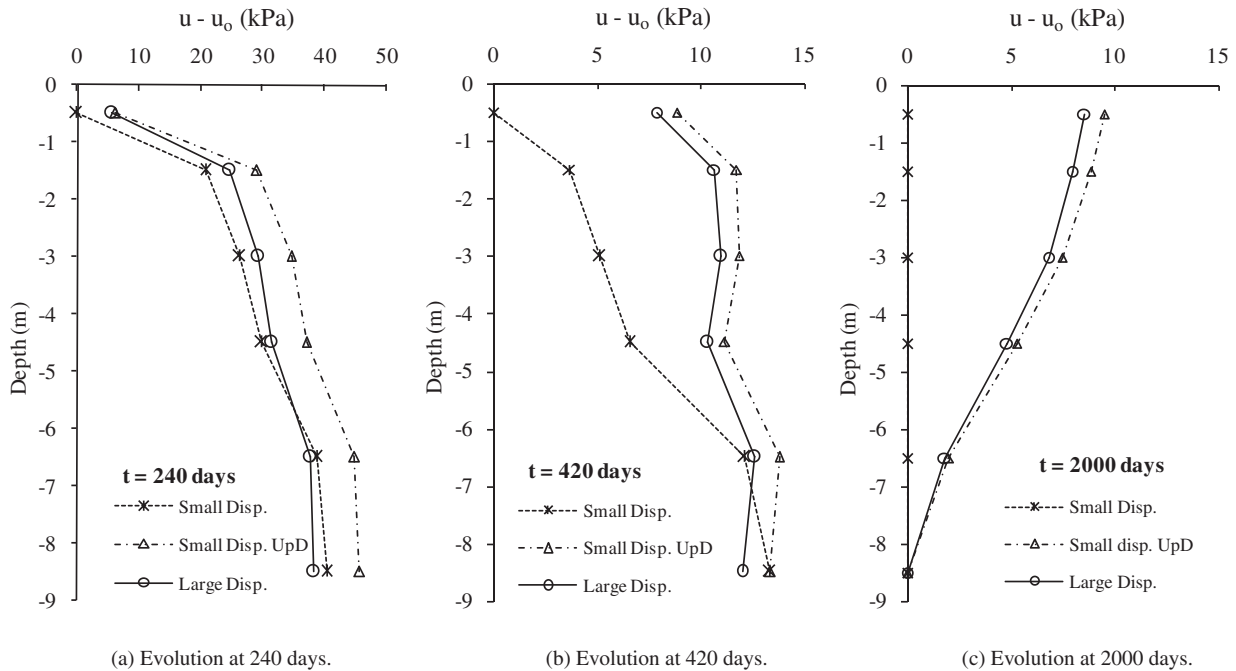 u - uₒ (kPa)
0 10 20 30 40 50
0
-1
-2
-3
-4
-5
-6
-7
-8
-9
Depth (m)
t = 240 days
Small Disp.
Small Disp. UpD
Large Disp.
(a) Evolution at 240 days.
u - uₒ (kPa)
0 5 10 15
0
-1
-2
-3
-4
-5
-6
-7
-8
-9
Depth (m)
t = 420 days
Small Disp.
Small Disp. UpD
Large Disp.
(b) Evolution at 420 days.
u - uₒ (kPa)
0 5 10 15
0
-1
-2
-3
-4
-5
-6
-7
-8
-9
Depth (m)
t = 2000 days
Small Disp.
Small disp. UpD
Large Disp.
(c) Evolution at 2000 days.